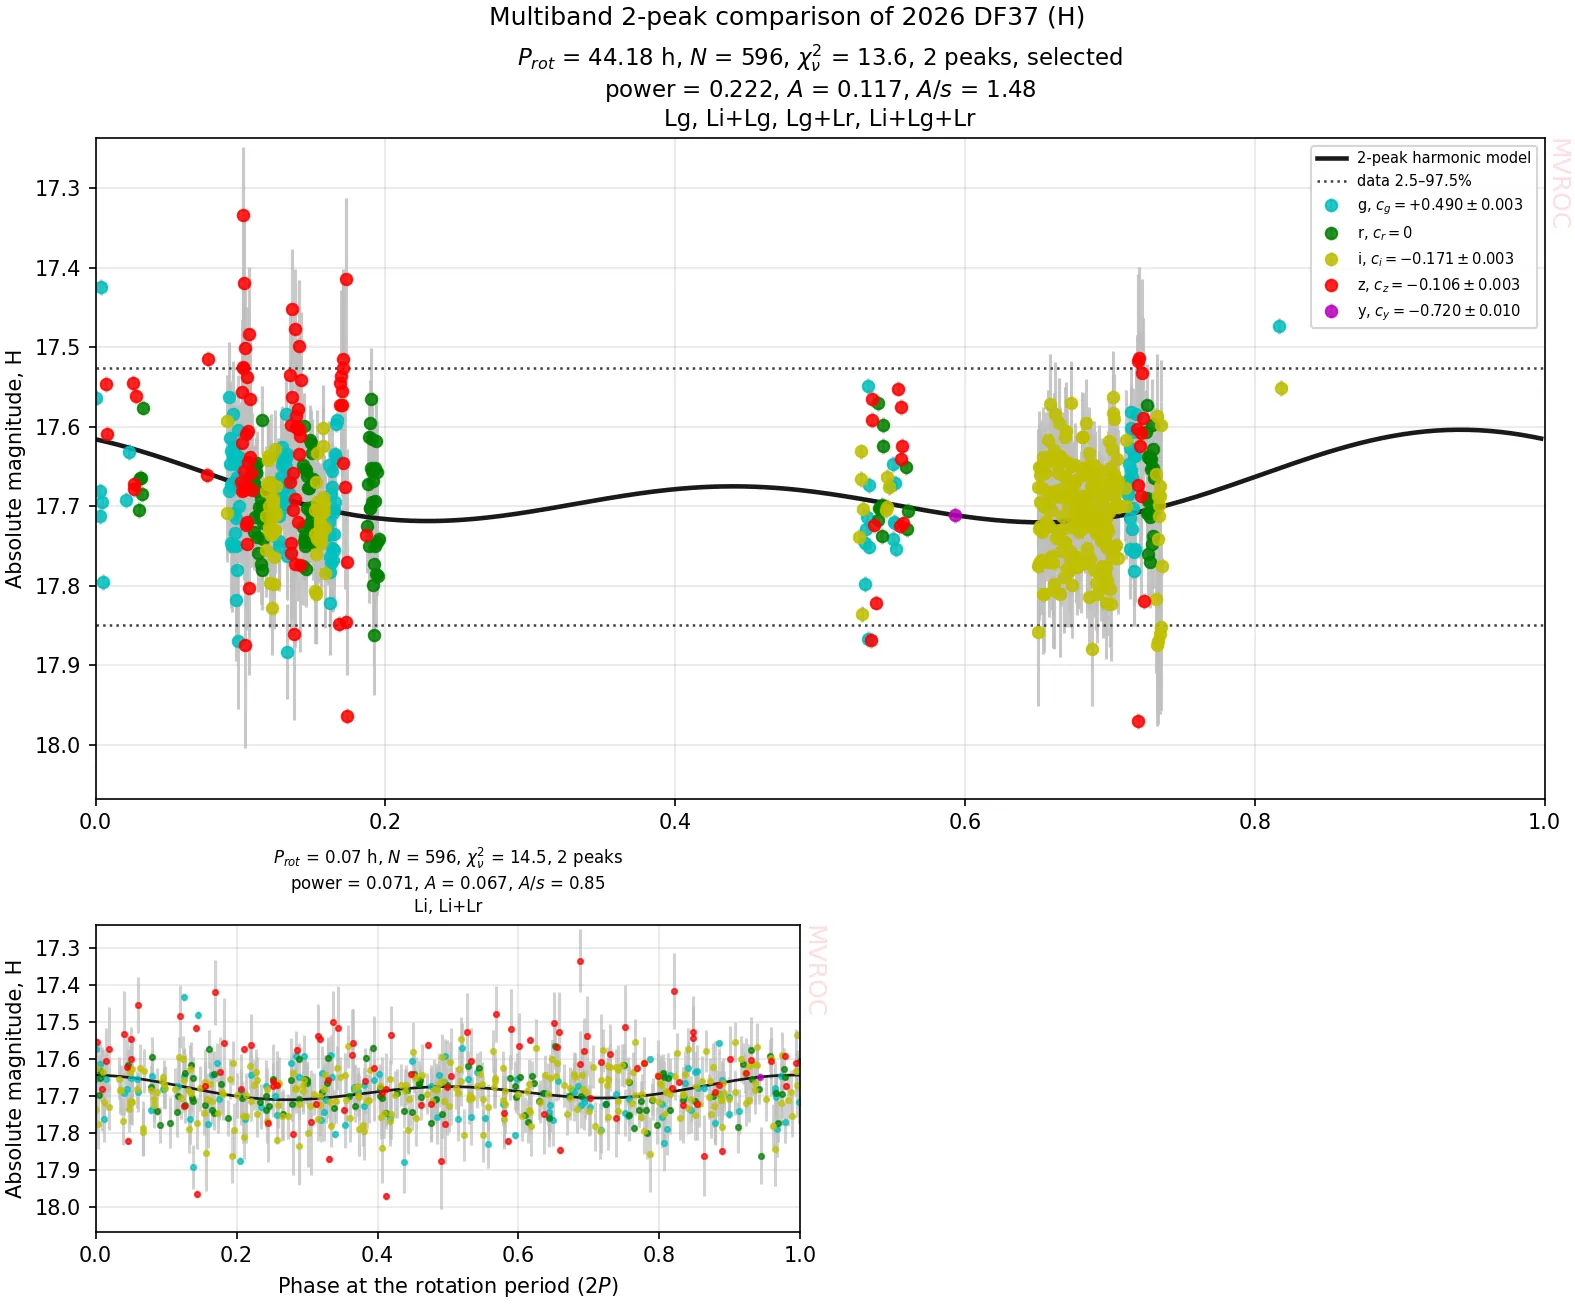 Multiband 2-peak comparison of 2026 DF37 (H)
P_rot = 44.18 h, N = 596, χ²_ν = 13.6, 2 peaks, selected
power = 0.222, A = 0.117, A/s = 1.48
Lg, Li+Lg, Lg+Lr, Li+Lg+Lr
2-peak harmonic model
data 2.5–97.5%
g, c_g = +0.490 ± 0.003
r, c_r = 0
i, c_i = −0.171 ± 0.003
z, c_z = −0.106 ± 0.003
y, c_y = −0.720 ± 0.010
MVROC
Absolute magnitude, H
17.3
17.4
17.5
17.6
17.7
17.8
17.9
18.0
0.0 0.2 0.4 0.6 0.8 1.0
P_rot = 0.07 h, N = 596, χ²_ν = 14.5, 2 peaks
power = 0.071, A = 0.067, A/s = 0.85
Li, Li+Lr
MVROC
Absolute magnitude, H
17.3
17.4
17.5
17.6
17.7
17.8
17.9
18.0
0.0 0.2 0.4 0.6 0.8 1.0
Phase at the rotation period (2P)